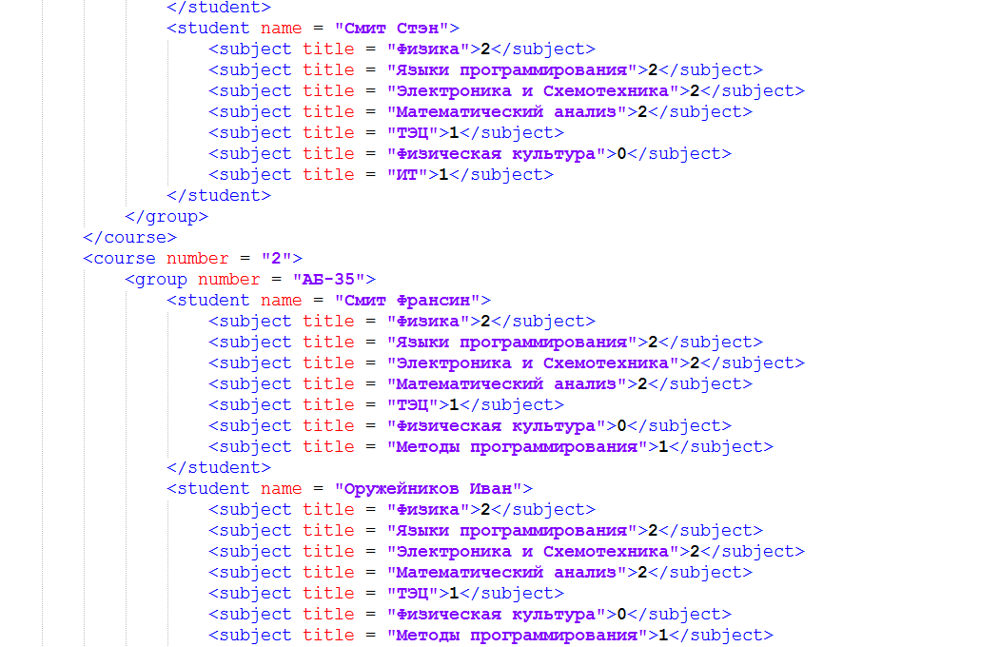 </student>
<student name = "Смит Стэн">
<subject title = "Физика">2</subject>
<subject title = "Языки программирования">2</subject>
<subject title = "Электроника и Схемотехника">2</subject>
<subject title = "Математический анализ">2</subject>
<subject title = "ТЭЦ">1</subject>
<subject title = "Физическая культура">0</subject>
<subject title = "ИТ">1</subject>
</student>
</group>
</course>
<course number = "2">
<group number = "АБ-35">
<student name = "Смит Франсин">
<subject title = "Физика">2</subject>
<subject title = "Языки программирования">2</subject>
<subject title = "Электроника и Схемотехника">2</subject>
<subject title = "Математический анализ">2</subject>
<subject title = "ТЭЦ">1</subject>
<subject title = "Физическая культура">0</subject>
<subject title = "Методы программирования">1</subject>
</student>
<student name = "Оружейников Иван">
<subject title = "Физика">2</subject>
<subject title = "Языки программирования">2</subject>
<subject title = "Электроника и Схемотехника">2</subject>
<subject title = "Математический анализ">2</subject>
<subject title = "ТЭЦ">1</subject>
<subject title = "Физическая культура">0</subject>
<subject title = "Методы программирования">1</subject>